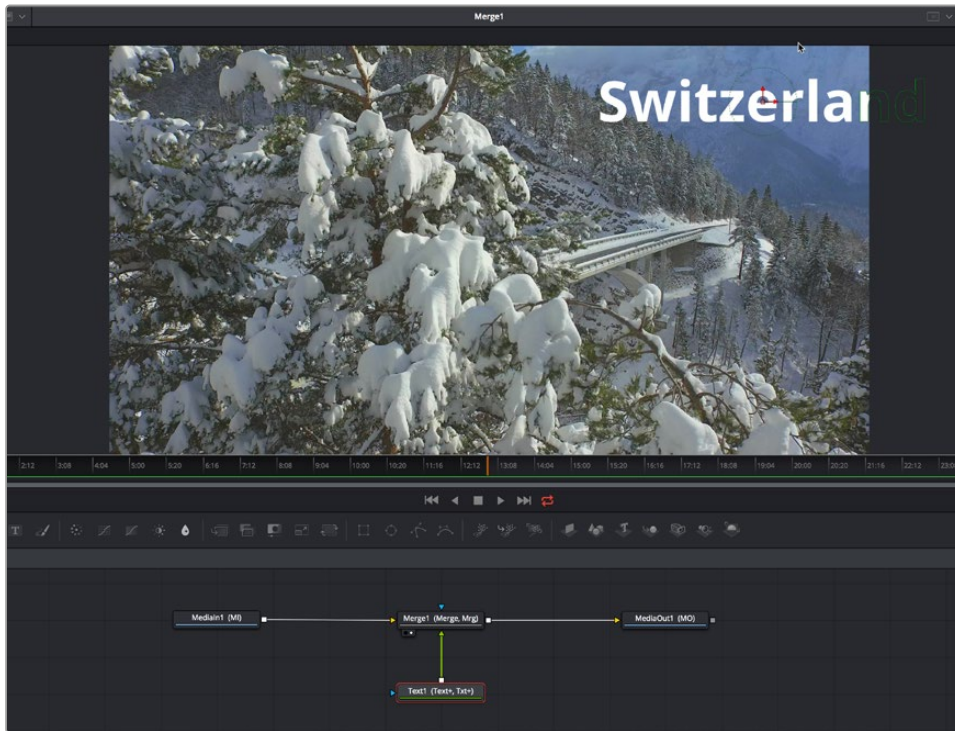 Merge1
Switzerland
2:12 3:08 4:04 5:00 5:20 6:16 7:12 8:08 9:04 10:00 10:20 11:16 12:12 13:08 14:04 15:00 15:20 16:16 17:12 18:08 19:04 20:00 20:20 21:16 22:12 23:0
T
MediaIn1 (MI)
Merge1 (Merge, Mrg)
MediaOut1 (MO)
Text1 (Text+, Txt+)